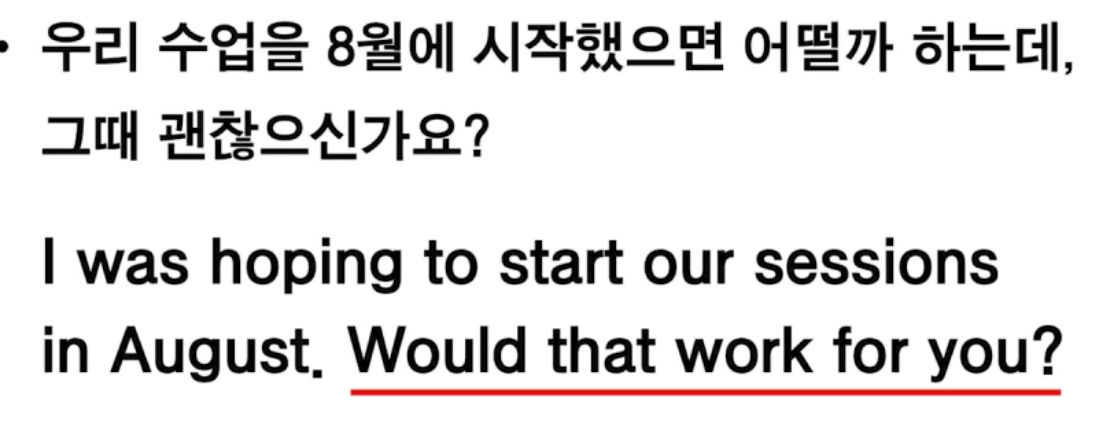 • 우리 수업을 8월에 시작했으면 어떨까 하는데,
그때 괜찮으신가요?
I was hoping to start our sessions
in August. Would that work for you?